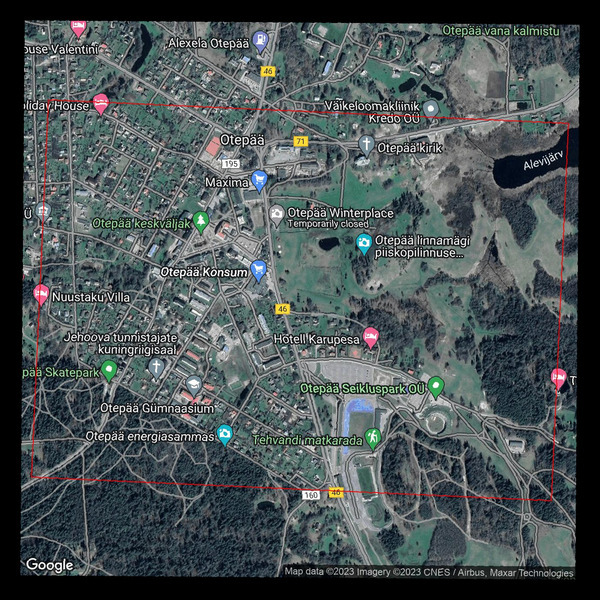 Otepää vana kalmistu
Alexela Otepää
ouse Valentini
46
oliday House
Väikeloomakliinik
Kredo OÜ
Otepää
71
Otepää kirik
195
Alevijärv
Maxima
Ü
Otepää keskväljak
Otepää Winterplace
Temporarily closed...
Otepää linnamägi
piiskopilinnuse...
Otepää Konsum
Nuustaku Villa
46
Jehoova tunnistajate
kuningriigisaal
Hotell Karupesa
pää Skatepark
T
Otepää Seikluspark OÜ
Otepää Gümnaasium
Otepää energiasammas
Tehvandi matkarada
160
46
Google
Map data ©2023 Imagery ©2023 CNES / Airbus, Maxar Technologies